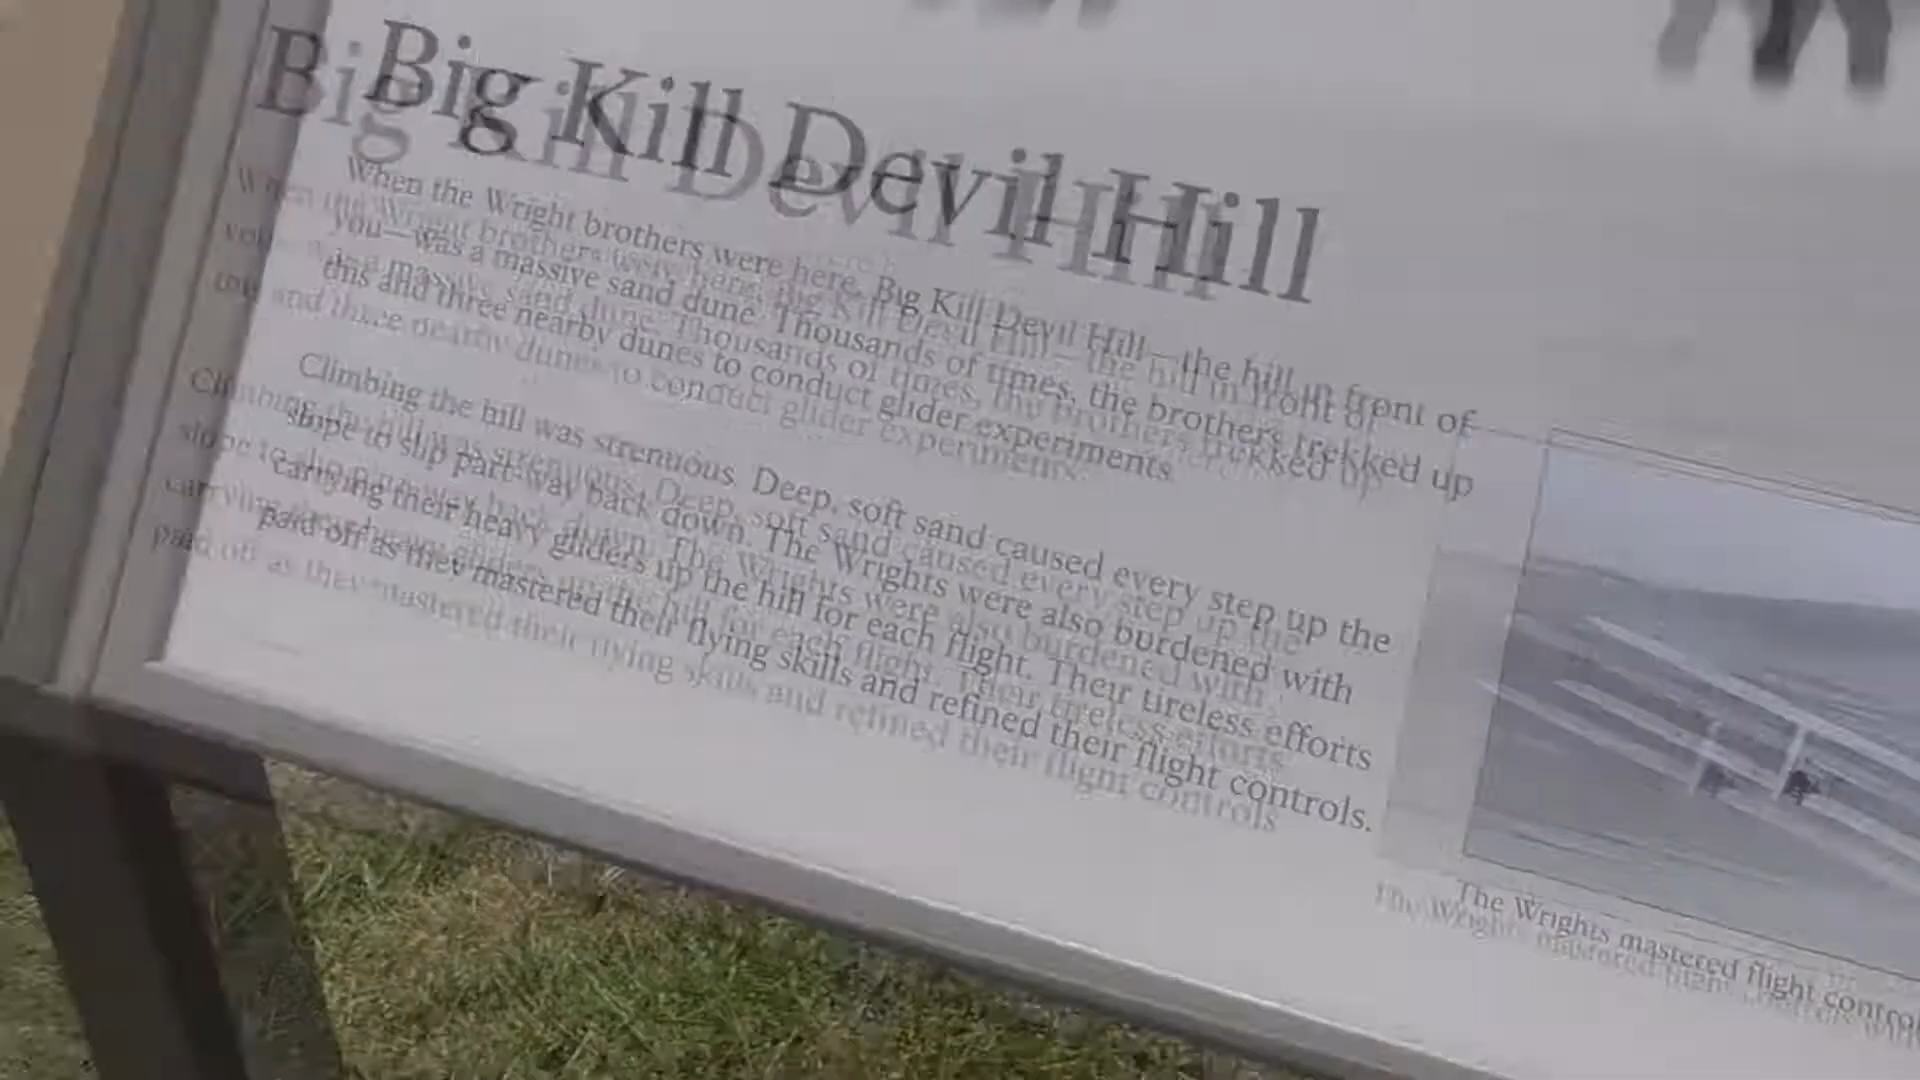 Big Kill Devil Hill
When the Wright brothers were here, Big Kill Devil Hill—the hill in front of
you—was a massive sand dune. Thousands of times, the brothers trekked up
this and three nearby dunes to conduct glider experiments.
Climbing the hill was strenuous. Deep, soft sand caused every step up the
slope to slip part-way back down. The Wrights were also burdened with
carrying their heavy gliders up the hill for each flight. Their tireless efforts
paid off as they mastered their flying skills and refined their flight controls.
The Wrights mastered flight control